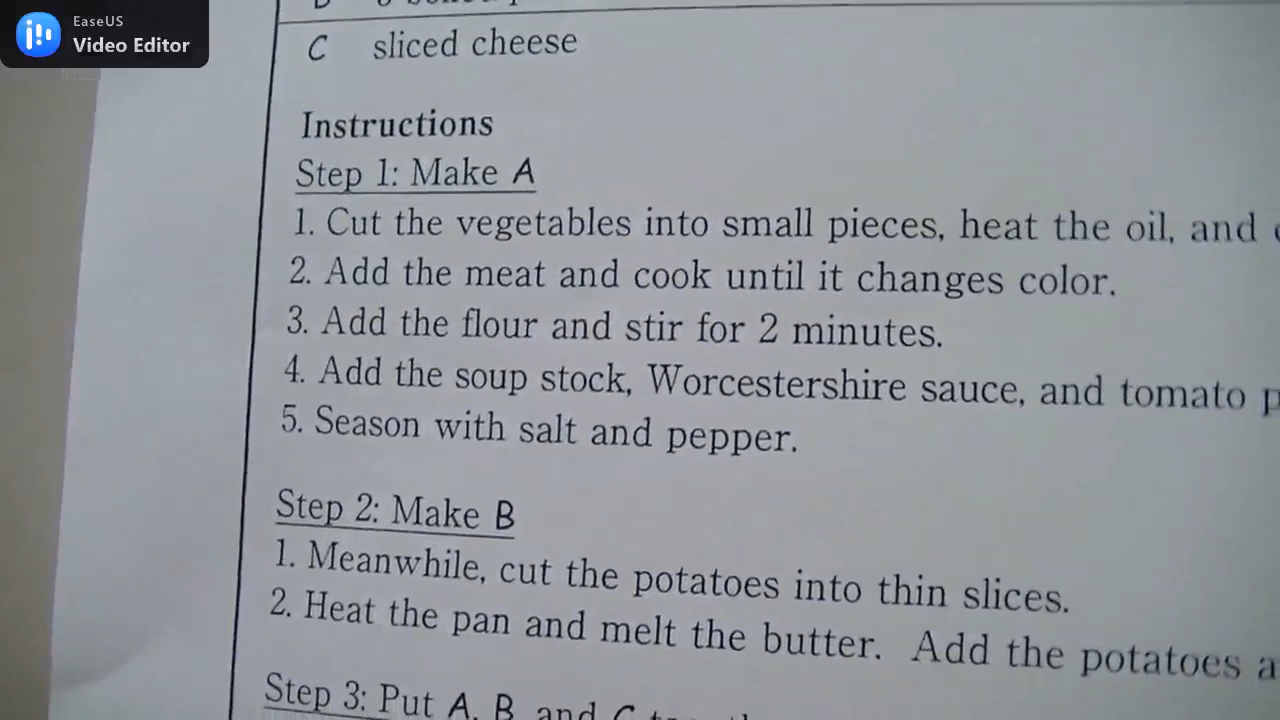 EaseUS
Video Editor
C sliced cheese
Instructions
Step 1: Make A
1. Cut the vegetables into small pieces, heat the oil, and
2. Add the meat and cook until it changes color.
3. Add the flour and stir for 2 minutes.
4. Add the soup stock, Worcestershire sauce, and tomato
5. Season with salt and pepper.
Step 2: Make B
1. Meanwhile, cut the potatoes into thin slices.
2. Heat the pan and melt the butter. Add the potatoes
Step 3: Put A, B, and C